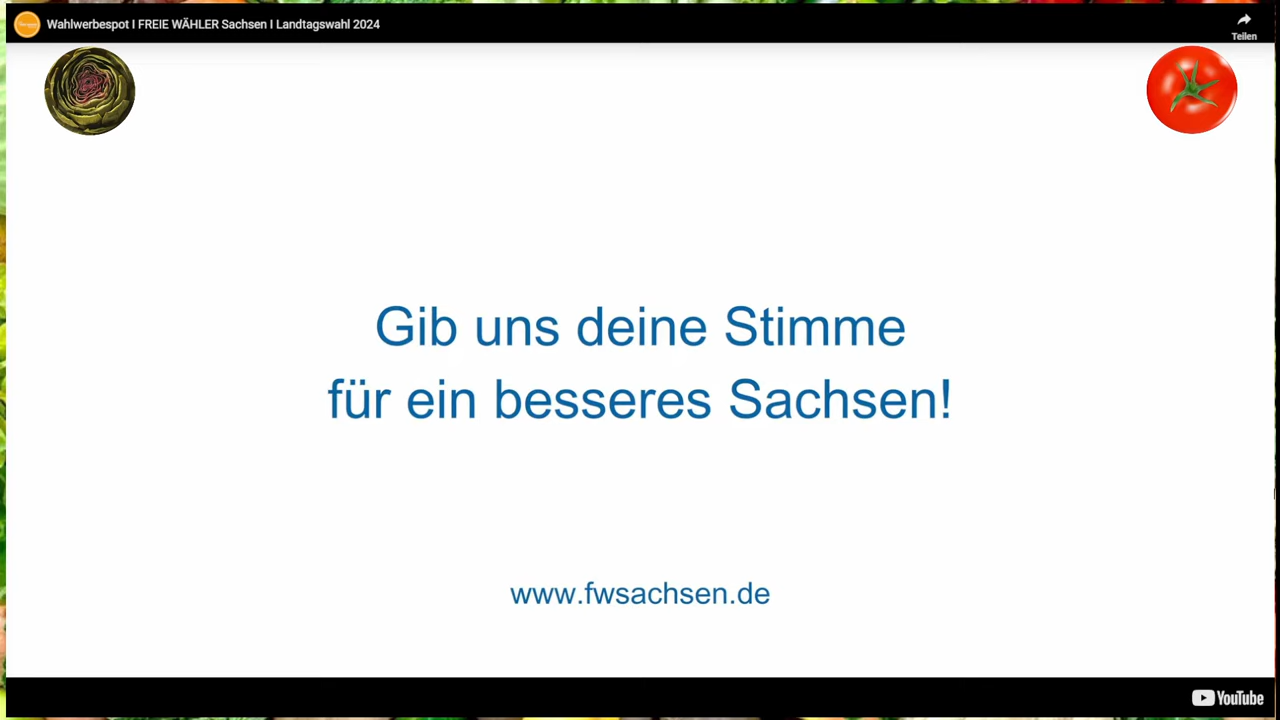 Wahlwerbespot I FREIE WÄHLER Sachsen I Landtagswahl 2024
Teilen
Gib uns deine Stimme
für ein besseres Sachsen!
www.fwsachsen.de
YouTube